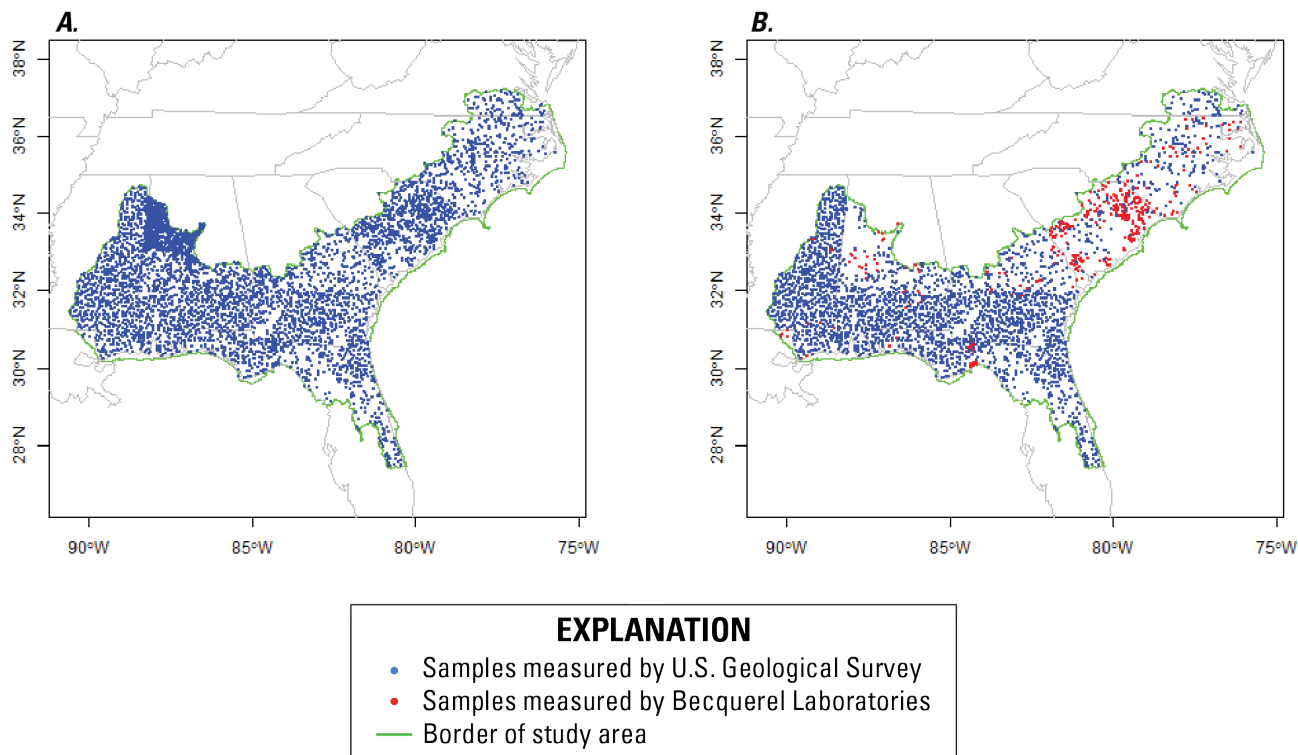 A.
B.
38°N
36°N
34°N
32°N
30°N
28°N
90°W
85°W
80°W
75°W
38°N
36°N
34°N
32°N
30°N
28°N
90°W
85°W
80°W
75°W
EXPLANATION
Samples measured by U.S. Geological Survey
Samples measured by Becquerel Laboratories
Border of study area